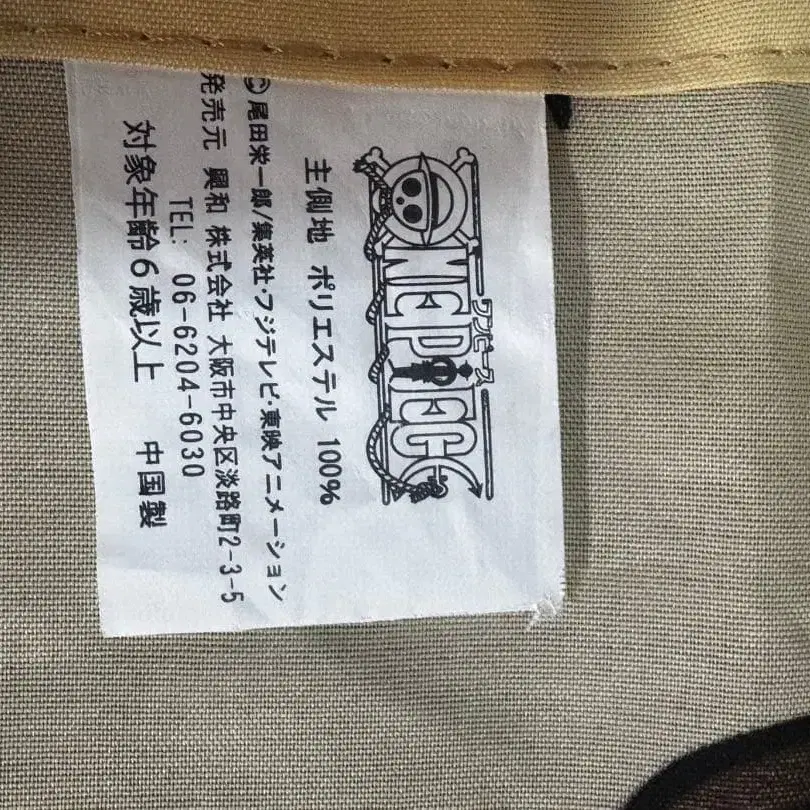 ONE PIECE
ワンピース
主側地 ポリエステル 100%
©尾田栄一郎/集英社・フジテレビ・東映アニメーション
発売元 興和 株式会社 大阪市中央区淡路町2-3-5
TEL: 06-6204-6030
対象年齢6歳以上 中国製